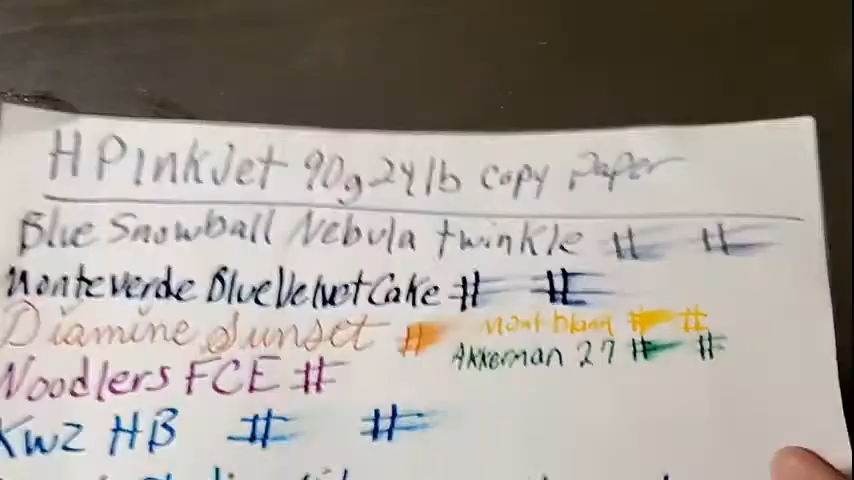 HP inkJet 90g 24lb copy paper
Blue Snowball Nebula twinkle # #
Monteverde Blue Velvet Cake # #
Diamine Sunset #
Mont blanc # #
Akkerman 27 # #
Noodlers FCE #
KWZ HB # #